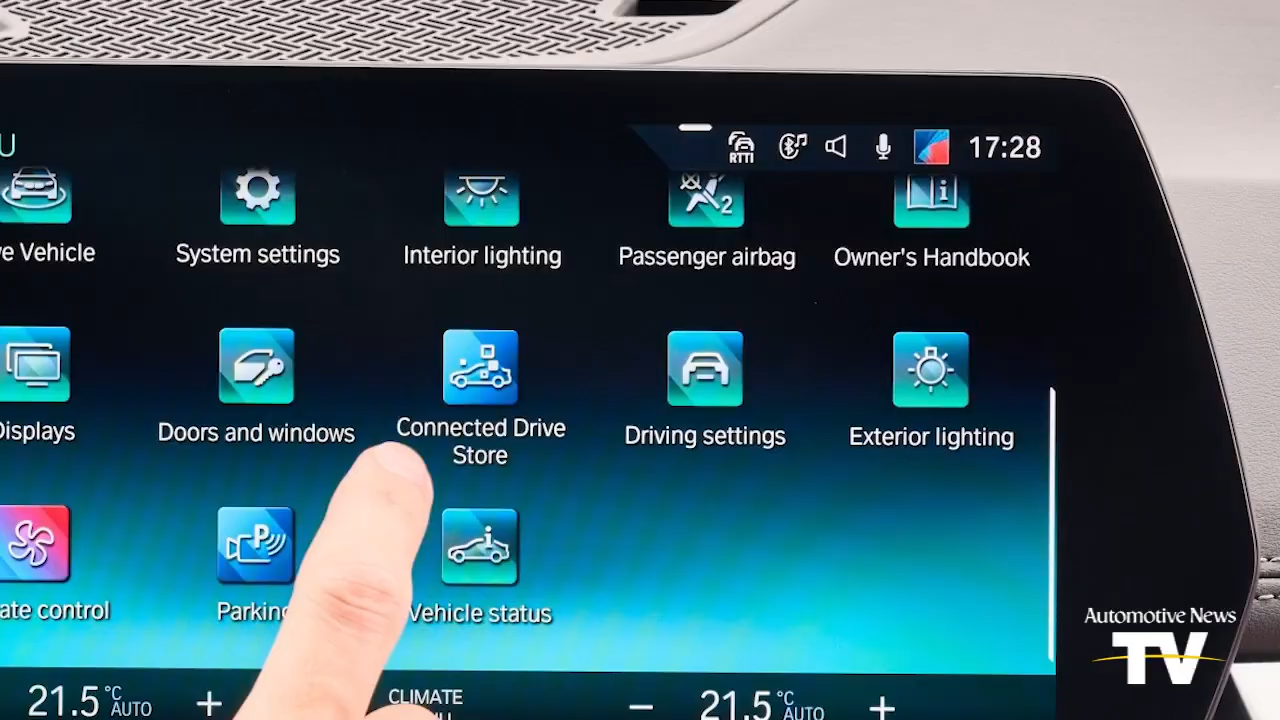 U
RTTI
17:28
ve Vehicle
System settings
Interior lighting
2
Passenger airbag
i
Owner's Handbook
Displays
Doors and windows
Connected Drive
Store
Driving settings
Exterior lighting
ate control
P
Parkin
i
Vehicle status
21.5 °C AUTO +
CLIMATE
− 21.5 °C AUTO +
Automotive News
TV